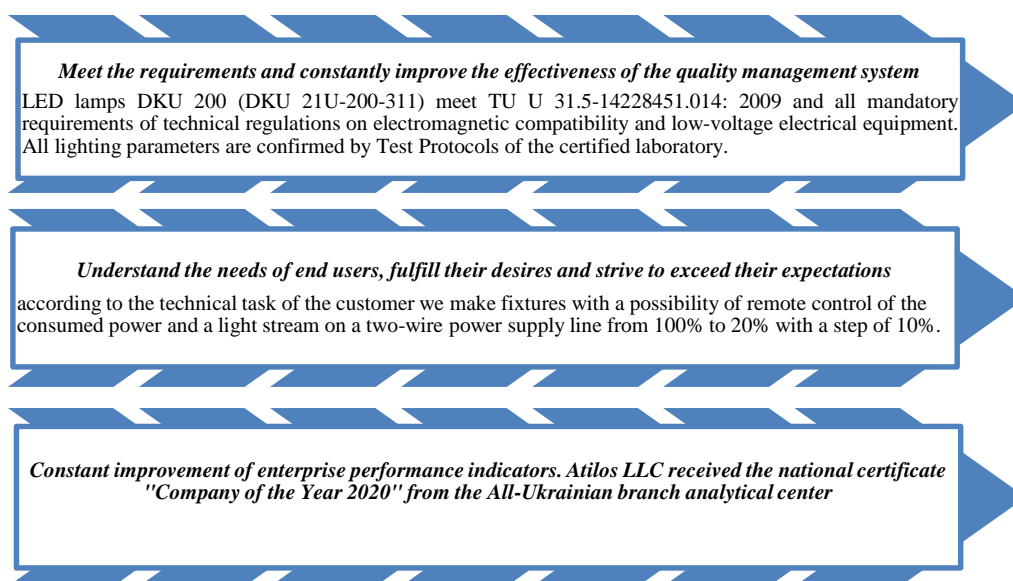 Meet the requirements and constantly improve the effectiveness of the quality management system
LED lamps DKU 200 (DKU 21U-200-311) meet TU U 31.5-14228451.014: 2009 and all mandatory
requirements of technical regulations on electromagnetic compatibility and low-voltage electrical equipment.
All lighting parameters are confirmed by Test Protocols of the certified laboratory.
Understand the needs of end users, fulfill their desires and strive to exceed their expectations
according to the technical task of the customer we make fixtures with a possibility of remote control of the
consumed power and a light stream on a two-wire power supply line from 100% to 20% with a step of 10%.
Constant improvement of enterprise performance indicators. Atilos LLC received the national certificate
"Company of the Year 2020" from the All-Ukrainian branch analytical center